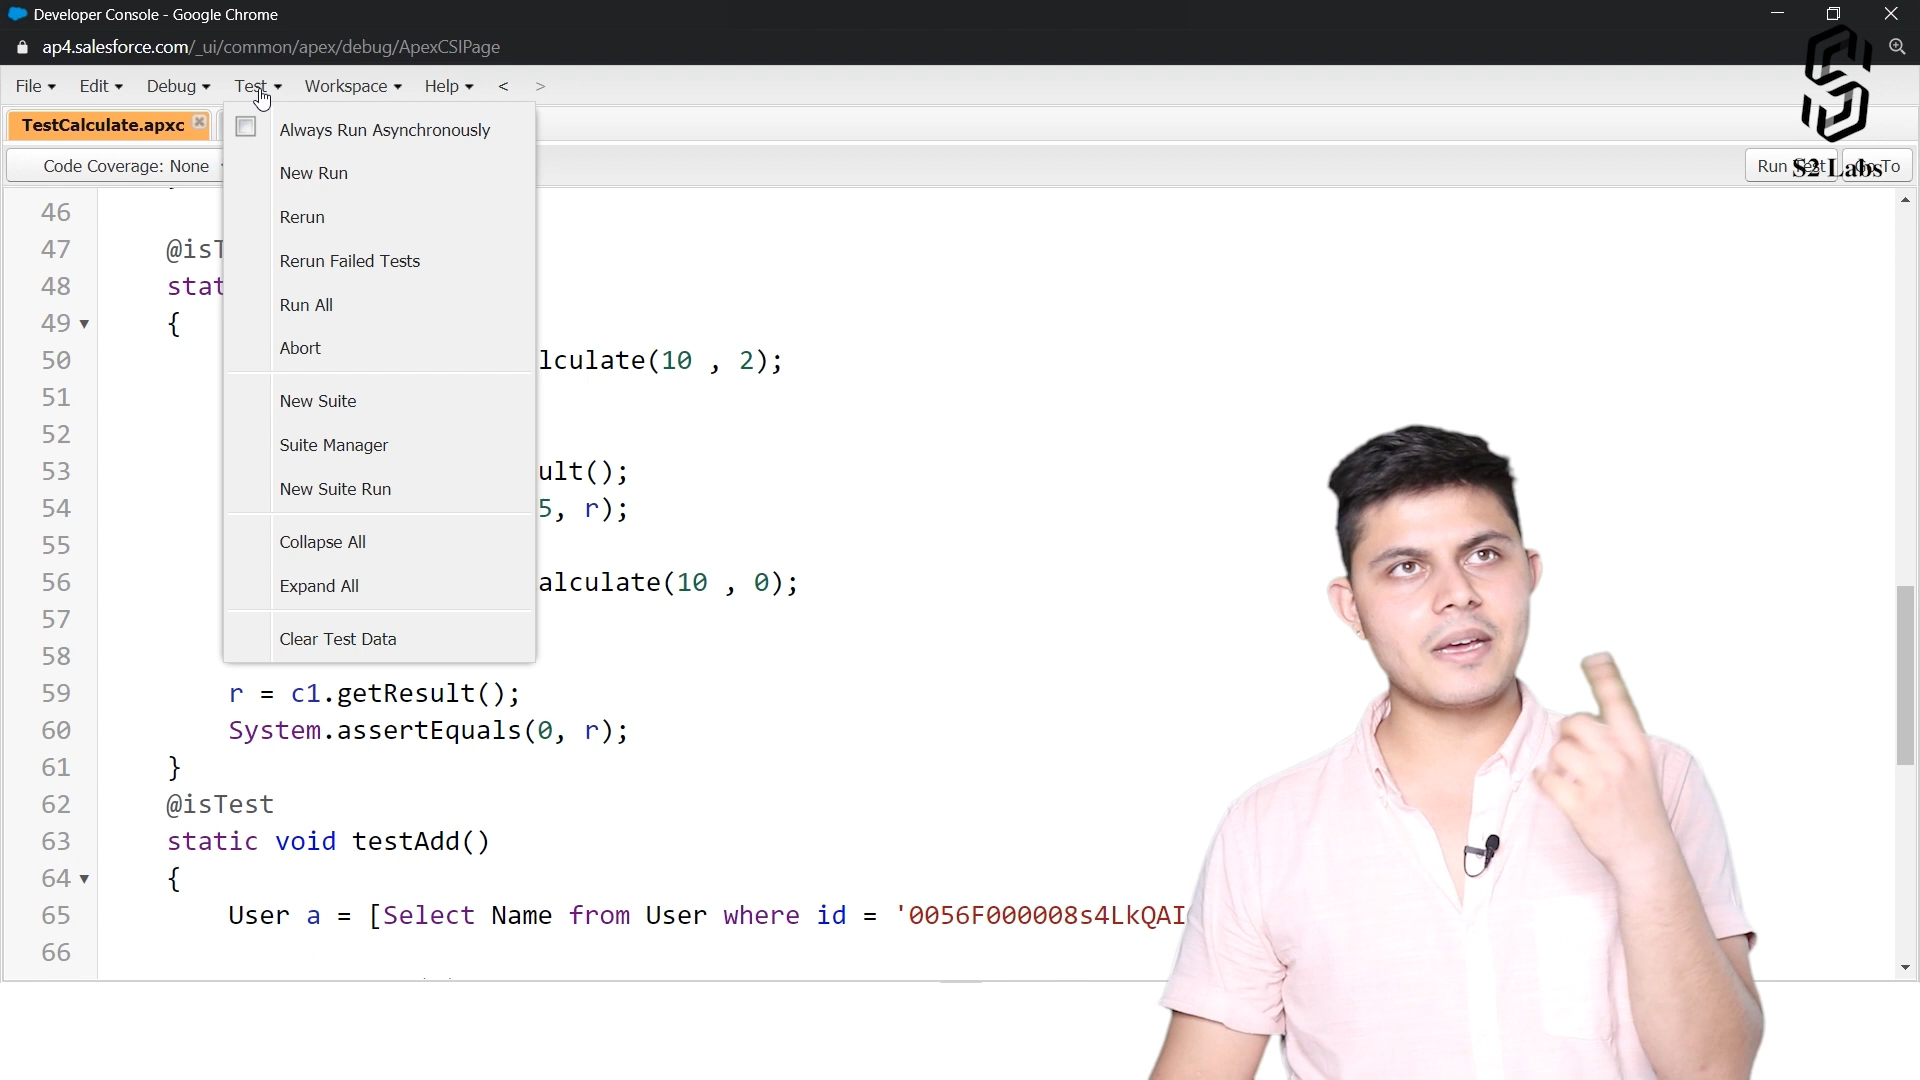 Developer Console - Google Chrome
ap4.salesforce.com/_ui/common/apex/debug/ApexCSIPage
File Edit Debug Test Workspace Help < >
TestCalculate.apxc
Always Run Asynchronously
New Run
Rerun
Rerun Failed Tests
Run All
Abort
New Suite
Suite Manager
New Suite Run
Collapse All
Expand All
Clear Test Data
Code Coverage: None
Run Test Go To
S2 Labs
46
47 @isT
48 stat
49 {
50 lculate(10 , 2);
51
52
53 ult();
54 5, r);
55
56 alculate(10 , 0);
57
58
59 r = c1.getResult();
60 System.assertEquals(0, r);
61 }
62 @isTest
63 static void testAdd()
64 {
65 User a = [Select Name from User where id = '0056F000008s4LkQAI
66